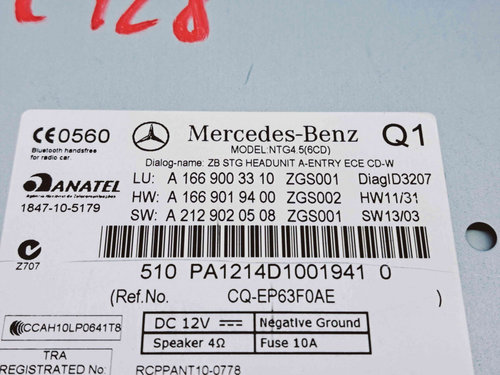 C128
CE0560 Mercedes-Benz Q1
Bluetooth handsfree
for radio car
MODEL:NTG4.5(6CD)
Dialog-name: ZB STG HEADUNIT A-ENTRY ECE CD-W
ANATEL
1847-10-5179
LU: A 166 900 33 10 ZGS001 DiagID3207
HW: A 166 901 94 00 ZGS002 HW11/31
SW: A 212 902 05 08 ZGS001 SW13/03
Z707
510 PA1214D1001941 0
(Ref.No. CQ-EP63F0AE )
CCAH10LP0641T8
DC 12V Negative Ground
Speaker 4Ω Fuse 10A
TRA
REGISTERED No:
RCPPANT10-0778